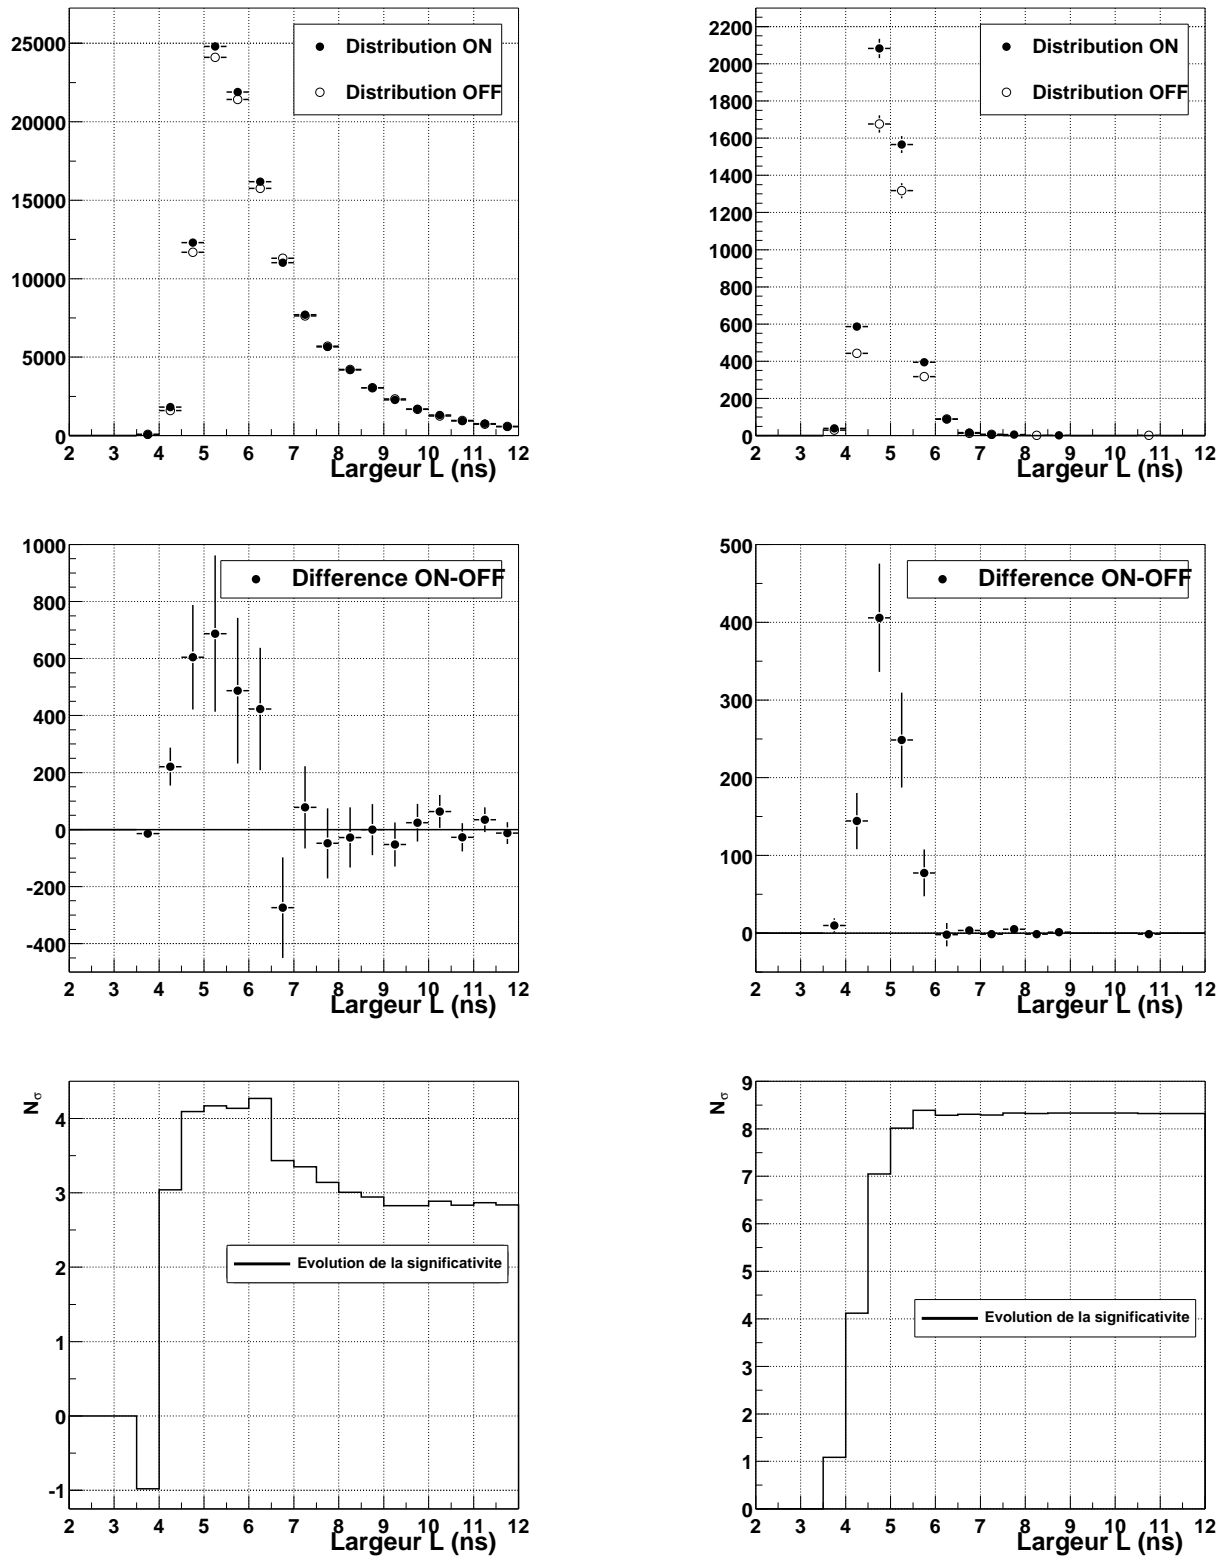 25000
20000
15000
10000
5000
0
Distribution ON
Distribution OFF
2 3 4 5 6 7 8 9 10 11 12
Largeur L (ns)
2200
2000
1800
1600
1400
1200
1000
800
600
400
200
0
Distribution ON
Distribution OFF
2 3 4 5 6 7 8 9 10 11 12
Largeur L (ns)
1000
800
600
400
200
0
-200
-400
Difference ON-OFF
2 3 4 5 6 7 8 9 10 11 12
Largeur L (ns)
500
400
300
200
100
0
Difference ON-OFF
2 3 4 5 6 7 8 9 10 11 12
Largeur L (ns)
Nσ
4
3
2
1
0
-1
Evolution de la significativite
2 3 4 5 6 7 8 9 10 11 12
Largeur L (ns)
Nσ
9
8
7
6
5
4
3
2
1
0
Evolution de la significativite
2 3 4 5 6 7 8 9 10 11 12
Largeur L (ns)